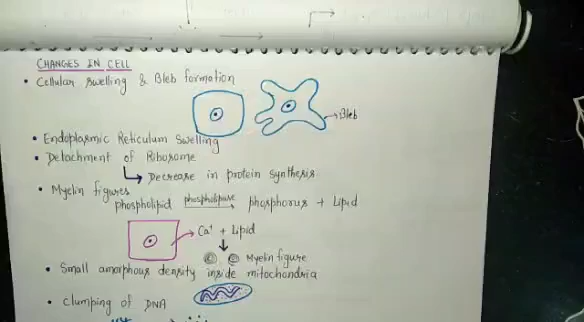 CHANGES IN CELL
• Cellular swelling & Bleb formation
Bleb
• Endoplasmic Reticulum Swelling
• Detachment of Ribosome
Decrease in protein synthesis
• Myelin figures
phospholipid phospholipase phosphorus + Lipid
Ca⁺ + Lipid
Myelin figure
• Small amorphous density inside mitochondria
• Clumping of DNA